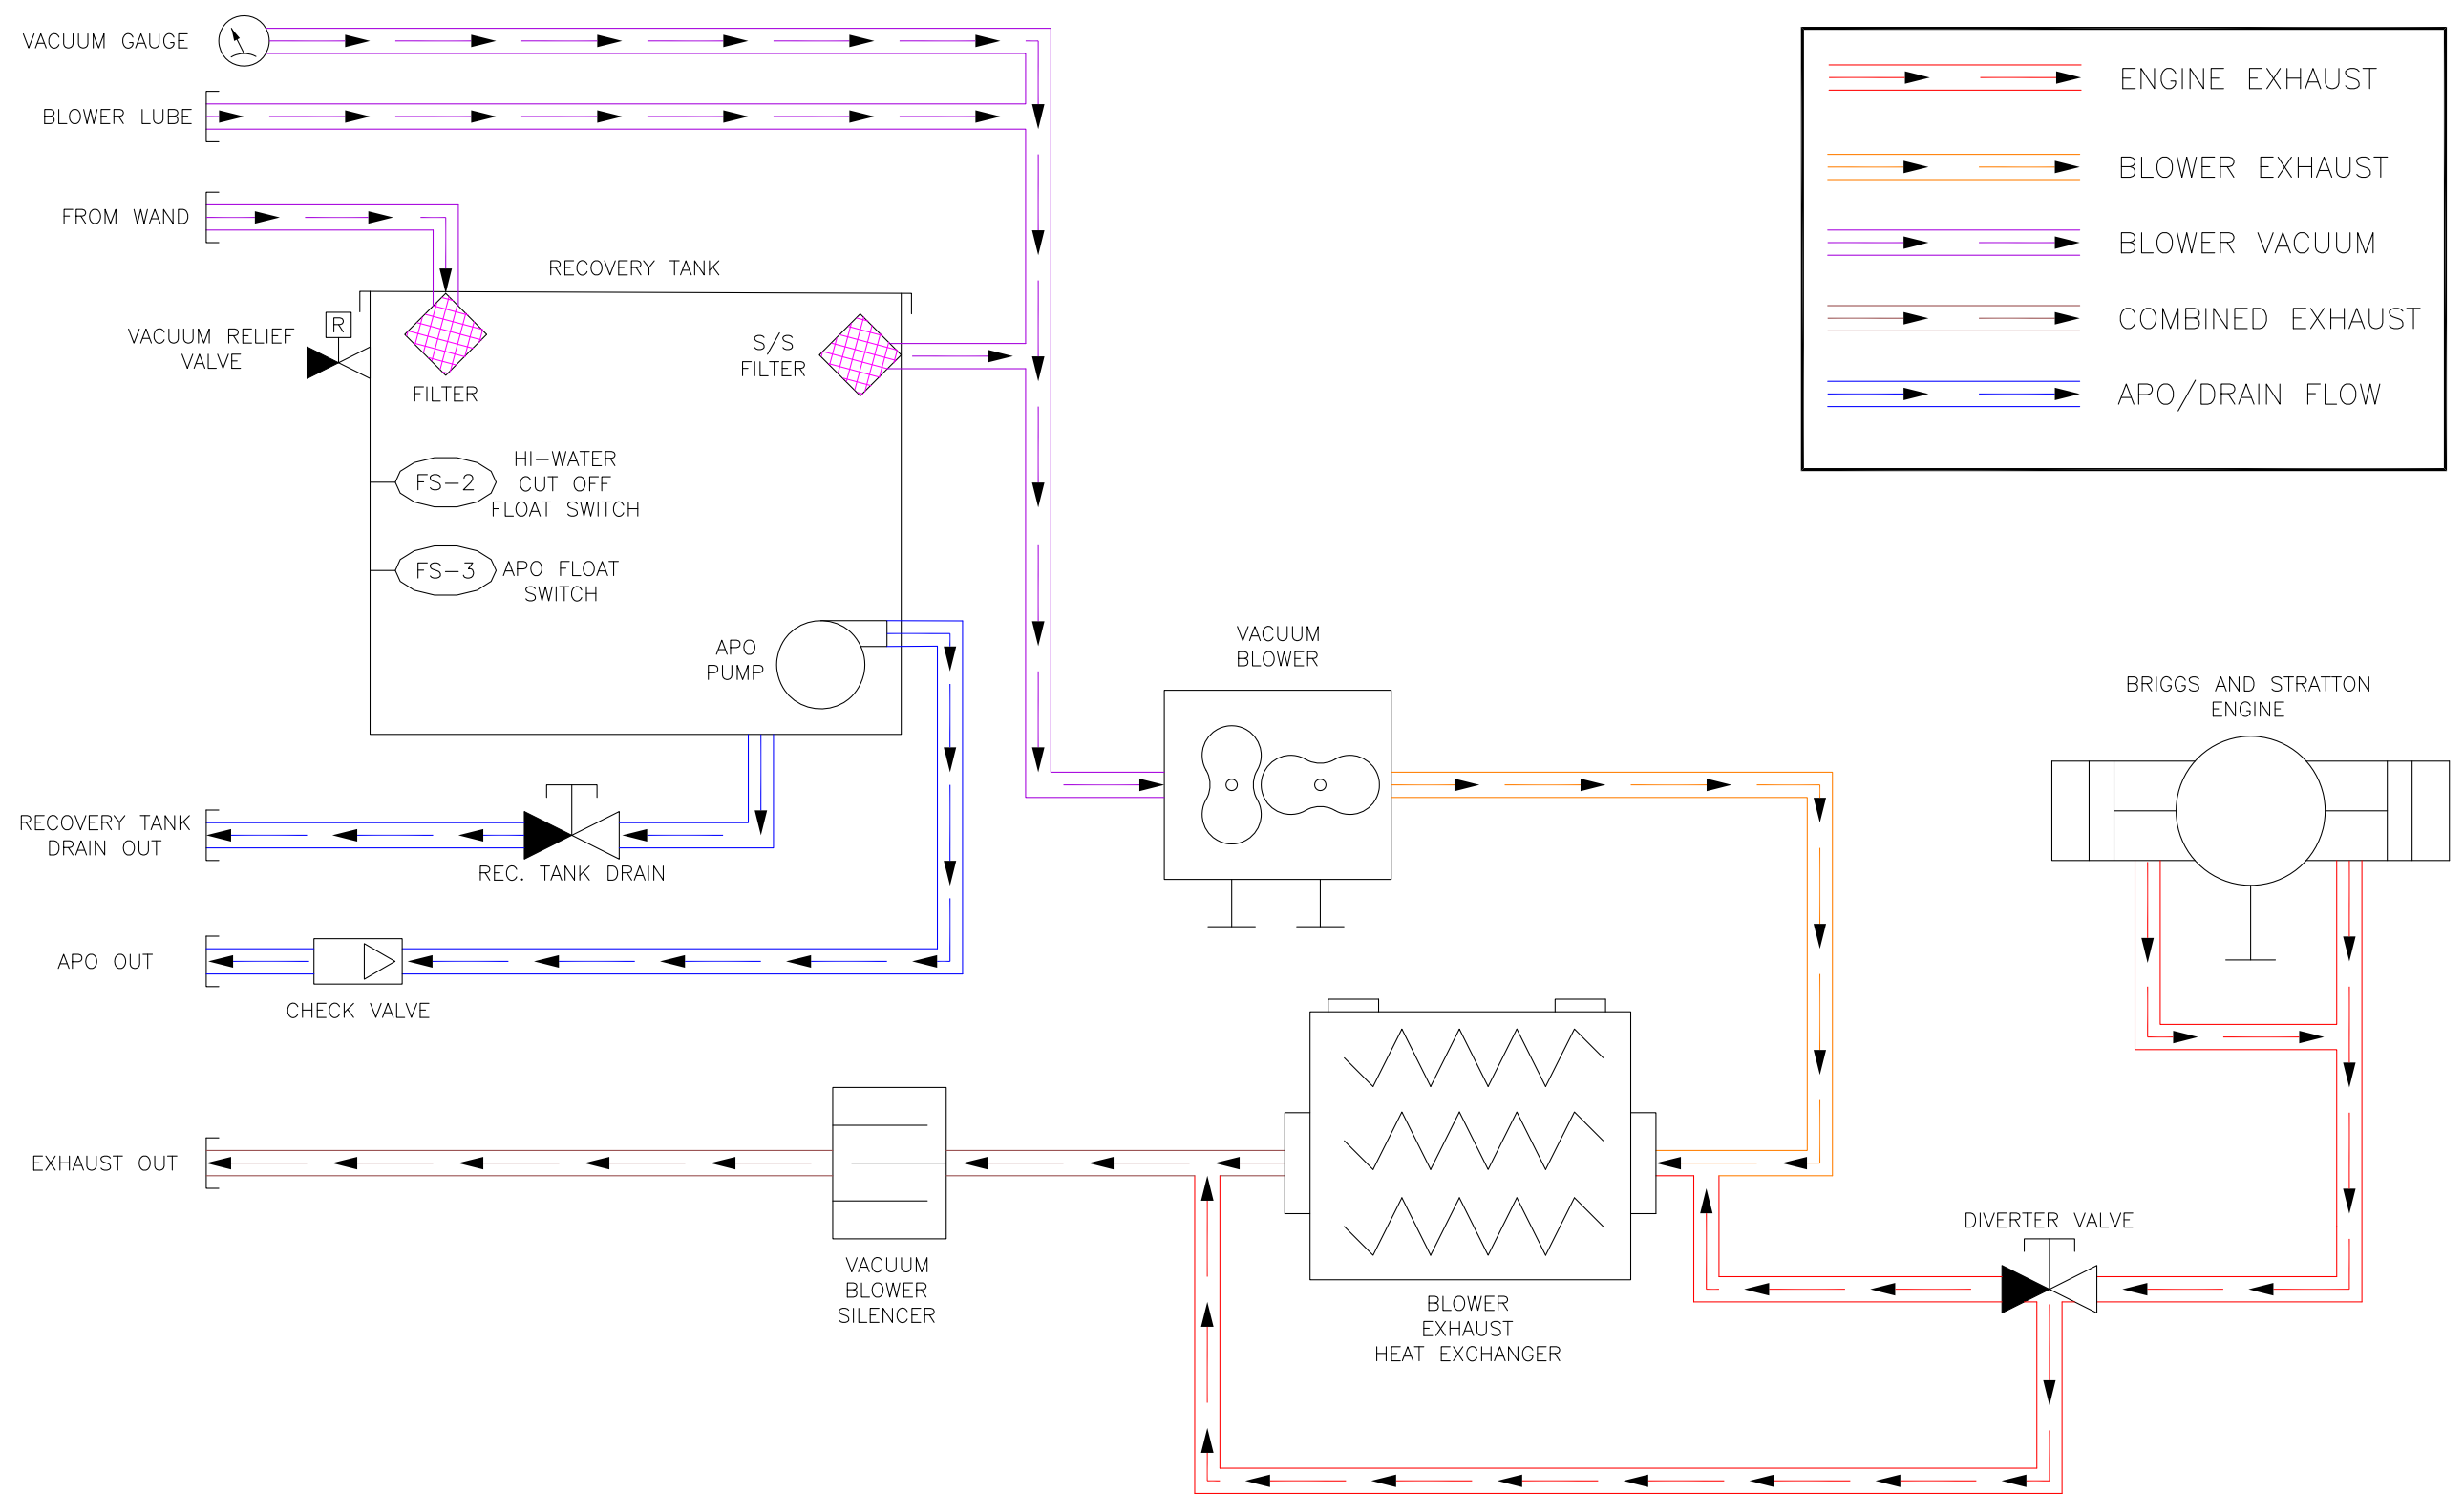 VACUUM GAUGE
BLOWER LUBE
FROM WAND
RECOVERY TANK
R
VACUUM RELIEF
VALVE
FILTER
S/S
FILTER
FS-2
HI-WATER
CUT OFF
FLOAT SWITCH
FS-3
APO FLOAT
SWITCH
APO
PUMP
RECOVERY TANK
DRAIN OUT
REC. TANK DRAIN
APO OUT
CHECK VALVE
EXHAUST OUT
VACUUM
BLOWER
SILENCER
VACUUM
BLOWER
BLOWER
EXHAUST
HEAT EXCHANGER
BRIGGS AND STRATTON
ENGINE
DIVERTER VALVE
ENGINE EXHAUST
BLOWER EXHAUST
BLOWER VACUUM
COMBINED EXHAUST
APO/DRAIN FLOW